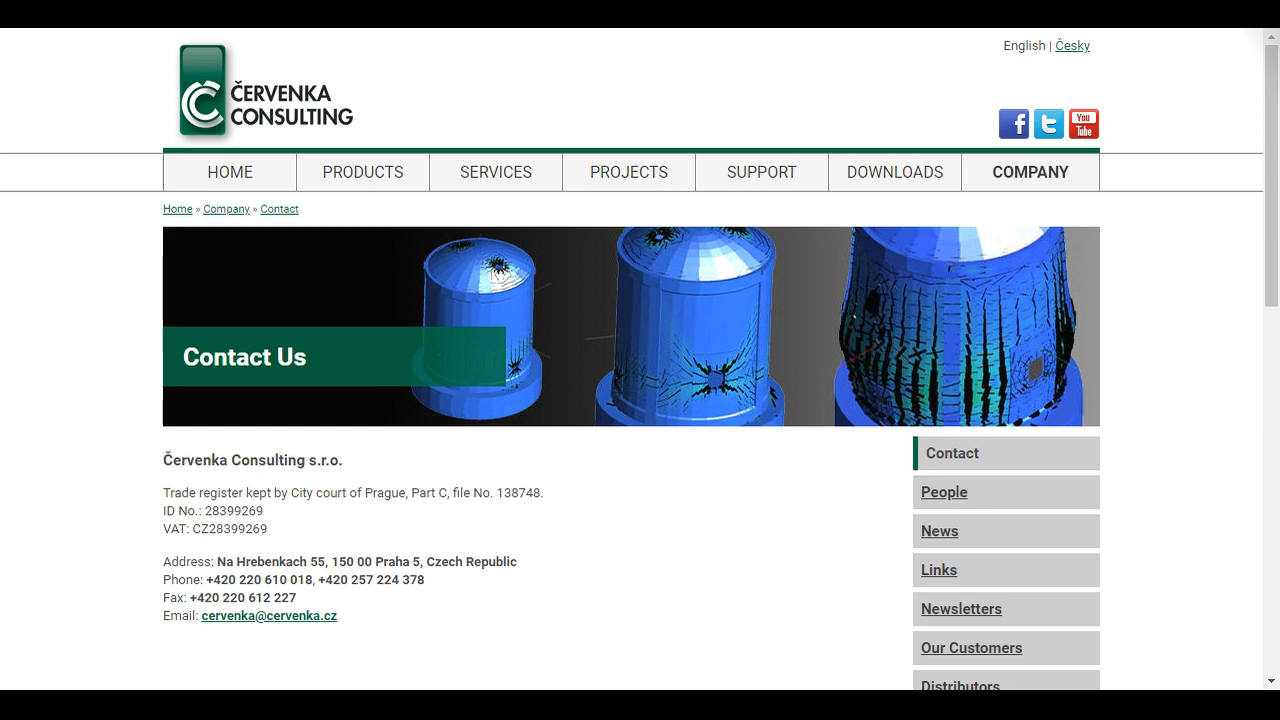 English | Česky
ČERVENKA
CONSULTING
You
Tube
HOME PRODUCTS SERVICES PROJECTS SUPPORT DOWNLOADS COMPANY
Home » Company » Contact
Contact Us
Červenka Consulting s.r.o.
Trade register kept by City court of Prague, Part C, file No. 138748.
ID No.: 28399269
VAT: CZ28399269
Address: Na Hrebenkach 55, 150 00 Praha 5, Czech Republic
Phone: +420 220 610 018, +420 257 224 378
Fax: +420 220 612 227
Email: cervenka@cervenka.cz
Contact
People
News
Links
Newsletters
Our Customers
Distributors